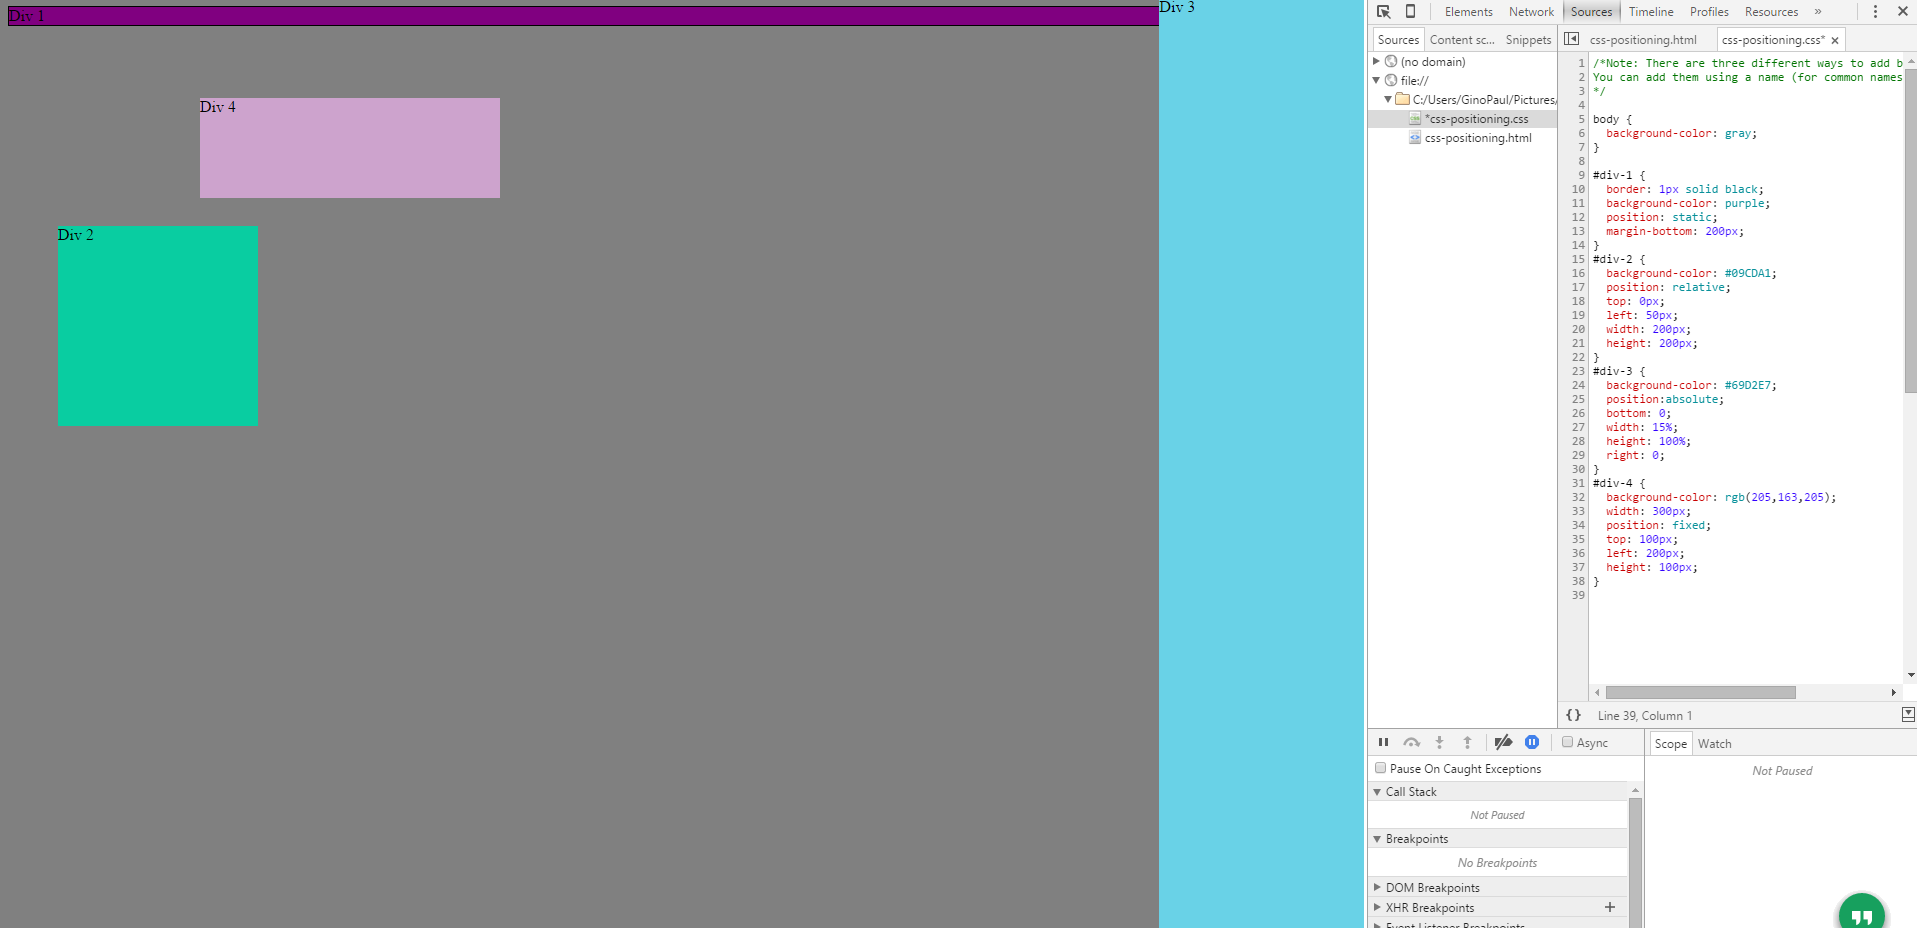 Div 1
Div 3
Div 4
Div 2
Elements Network Sources Timeline Profiles Resources »
Sources Content sc... Snippets
css-positioning.html css-positioning.css* ×
(no domain)
file://
C:/Users/GinoPaul/Pictures/
*css-positioning.css
css-positioning.html
1 /*Note: There are three different ways to add b
2 You can add them using a name (for common names
3 */
4
5 body {
6 background-color: gray;
7 }
8
9 #div-1 {
10 border: 1px solid black;
11 background-color: purple;
12 position: static;
13 margin-bottom: 200px;
14 }
15 #div-2 {
16 background-color: #09CDA1;
17 position: relative;
18 top: 0px;
19 left: 50px;
20 width: 200px;
21 height: 200px;
22 }
23 #div-3 {
24 background-color: #69D2E7;
25 position:absolute;
26 bottom: 0;
27 width: 15%;
28 height: 100%;
29 right: 0;
30 }
31 #div-4 {
32 background-color: rgb(205,163,205);
33 width: 300px;
34 position: fixed;
35 top: 100px;
36 left: 200px;
37 height: 100px;
38 }
39
{} Line 39, Column 1
Async
Pause On Caught Exceptions
Call Stack
Not Paused
Breakpoints
No Breakpoints
DOM Breakpoints
XHR Breakpoints +
Event Listener Breakpoints
Scope Watch
Not Paused